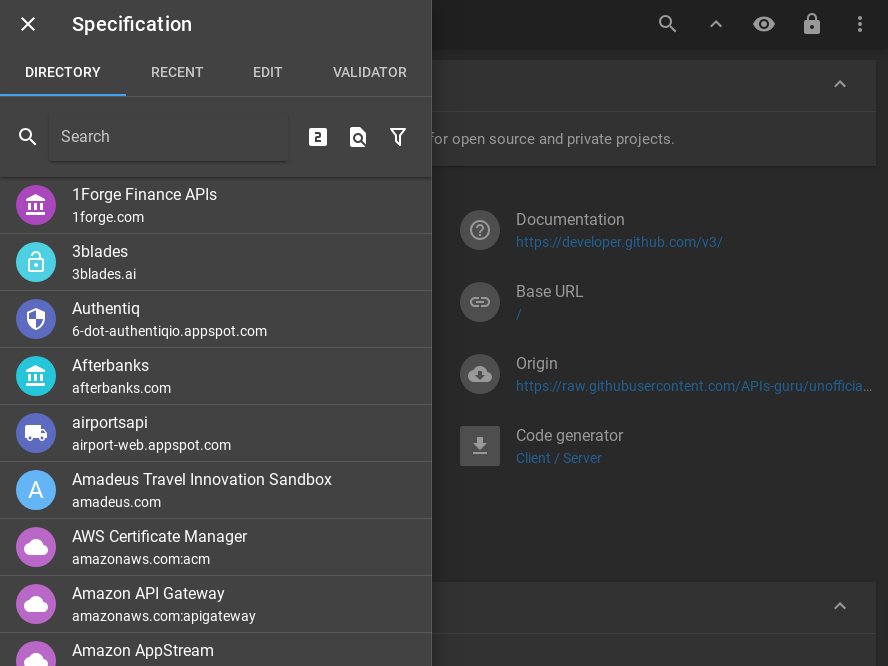 Specification
DIRECTORY RECENT EDIT VALIDATOR
Search
2
1Forge Finance APIs
1forge.com
3blades
3blades.ai
Authentiq
6-dot-authentiqio.appspot.com
Afterbanks
afterbanks.com
airportsapi
airport-web.appspot.com
A
Amadeus Travel Innovation Sandbox
amadeus.com
AWS Certificate Manager
amazonaws.com:acm
Amazon API Gateway
amazonaws.com:apigateway
Amazon AppStream
for open source and private projects.
Documentation
https://developer.github.com/v3/
Base URL
/
Origin
https://raw.githubusercontent.com/APIs-guru/unofficia...
Code generator
Client / Server